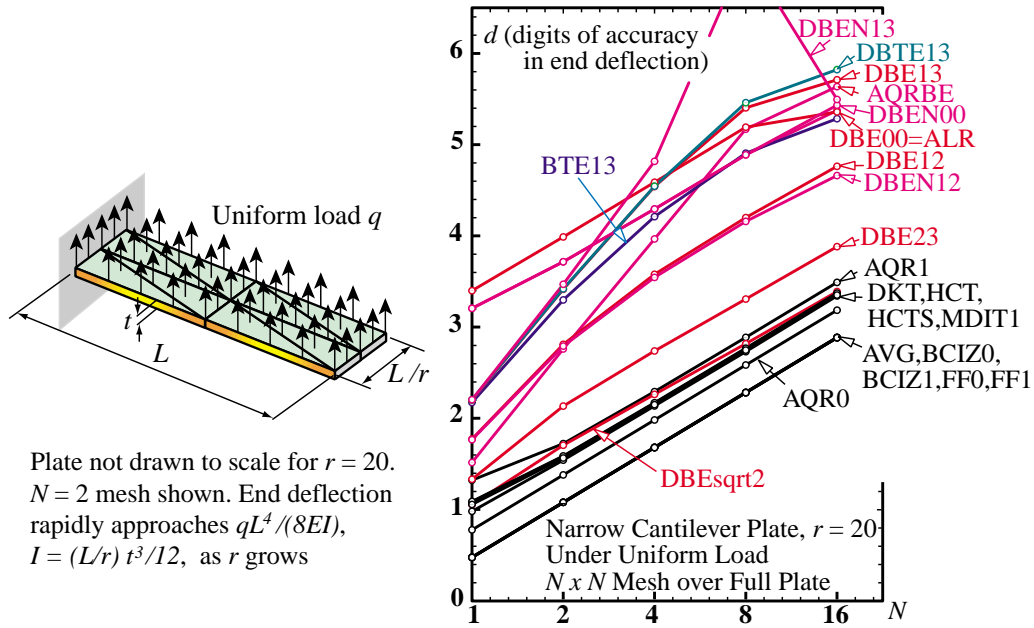 Uniform load q
t
L
L/r
Plate not drawn to scale for r = 20.
N = 2 mesh shown. End deflection
rapidly approaches qL⁴/(8EI),
I = (L/r) t³/12, as r grows
d (digits of accuracy
in end deflection)
6
5
4
3
2
1
0
1
2
4
8
16
N
DBEN13
DBTE13
DBE13
AQRBE
DBEN00
DBE00=ALR
DBE12
DBEN12
BTE13
DBE23
AQR1
DKT,HCT,
HCTS,MDIT1
AVG,BCIZ0,
BCIZ1,FF0,FF1
AQR0
DBEsqrt2
Narrow Cantilever Plate, r = 20
Under Uniform Load
N x N Mesh over Full Plate